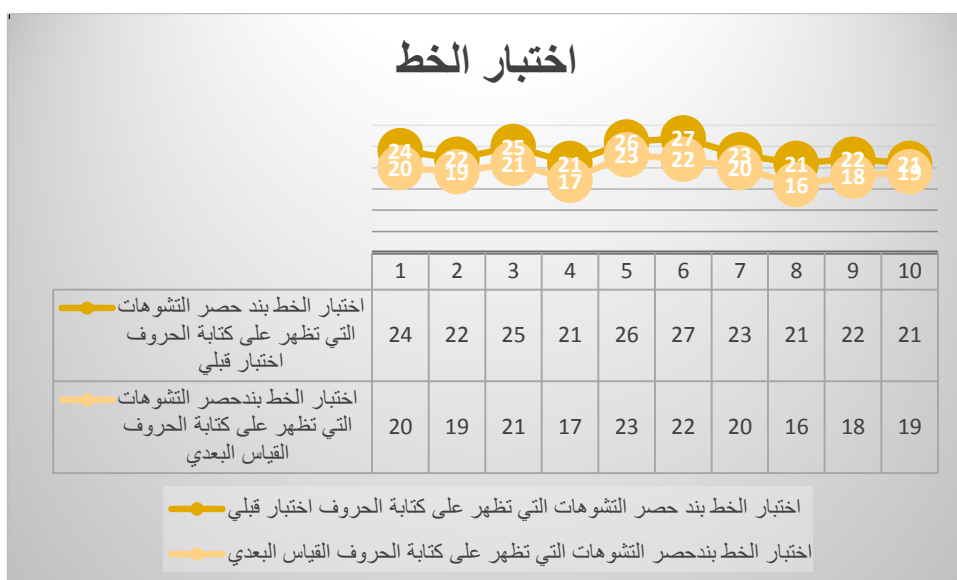 اختبار الخط
24 22 25 21 26 27 23 21 22 21
20 19 21 17 23 22 20 16 18 19
1 2 3 4 5 6 7 8 9 10
اختبار الخط بند حصر التشوهات
التي تظهر على كتابة الحروف
اختبار قبلي
24 22 25 21 26 27 23 21 22 21
اختبار الخط بندحصر التشوهات
التي تظهر على كتابة الحروف
القياس البعدي
20 19 21 17 23 22 20 16 18 19
اختبار الخط بند حصر التشوهات التي تظهر على كتابة الحروف اختبار قبلي
اختبار الخط بندحصر التشوهات التي تظهر على كتابة الحروف القياس البعدي